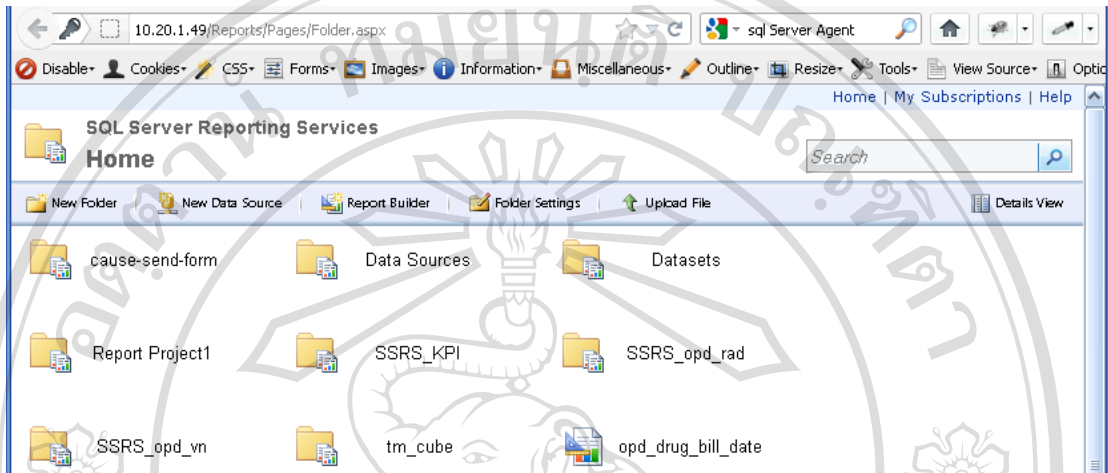 10.20.1.49/Reports/Pages/Folder.aspx sql Server Agent
Disable Cookies CSS Forms Images Information Miscellaneous Outline Resize Tools View Source Optic
Home | My Subscriptions | Help
SQL Server Reporting Services
Home
Search
New Folder | New Data Source | Report Builder | Folder Settings | Upload File Details View
cause-send-form Data Sources Datasets
Report Project1 SSRS_KPI SSRS_opd_rad
SSRS_opd_vn tm_cube opd_drug_bill_date